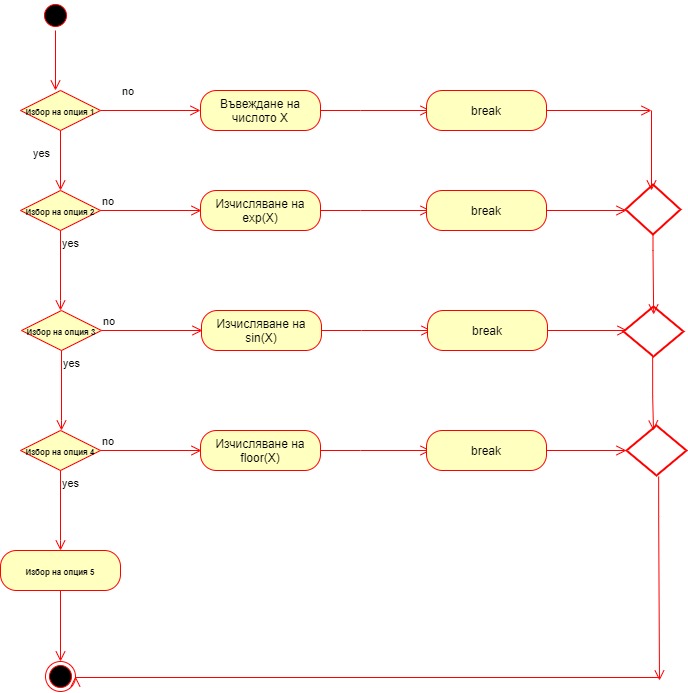 no
Избор на опция 1
Въвеждане на
числото X
break
yes
no
Избор на опция 2
Изчисляване на
exp(X)
break
yes
no
Избор на опция 3
Изчисляване на
sin(X)
break
yes
no
Избор на опция 4
Изчисляване на
floor(X)
break
yes
Избор на опция 5